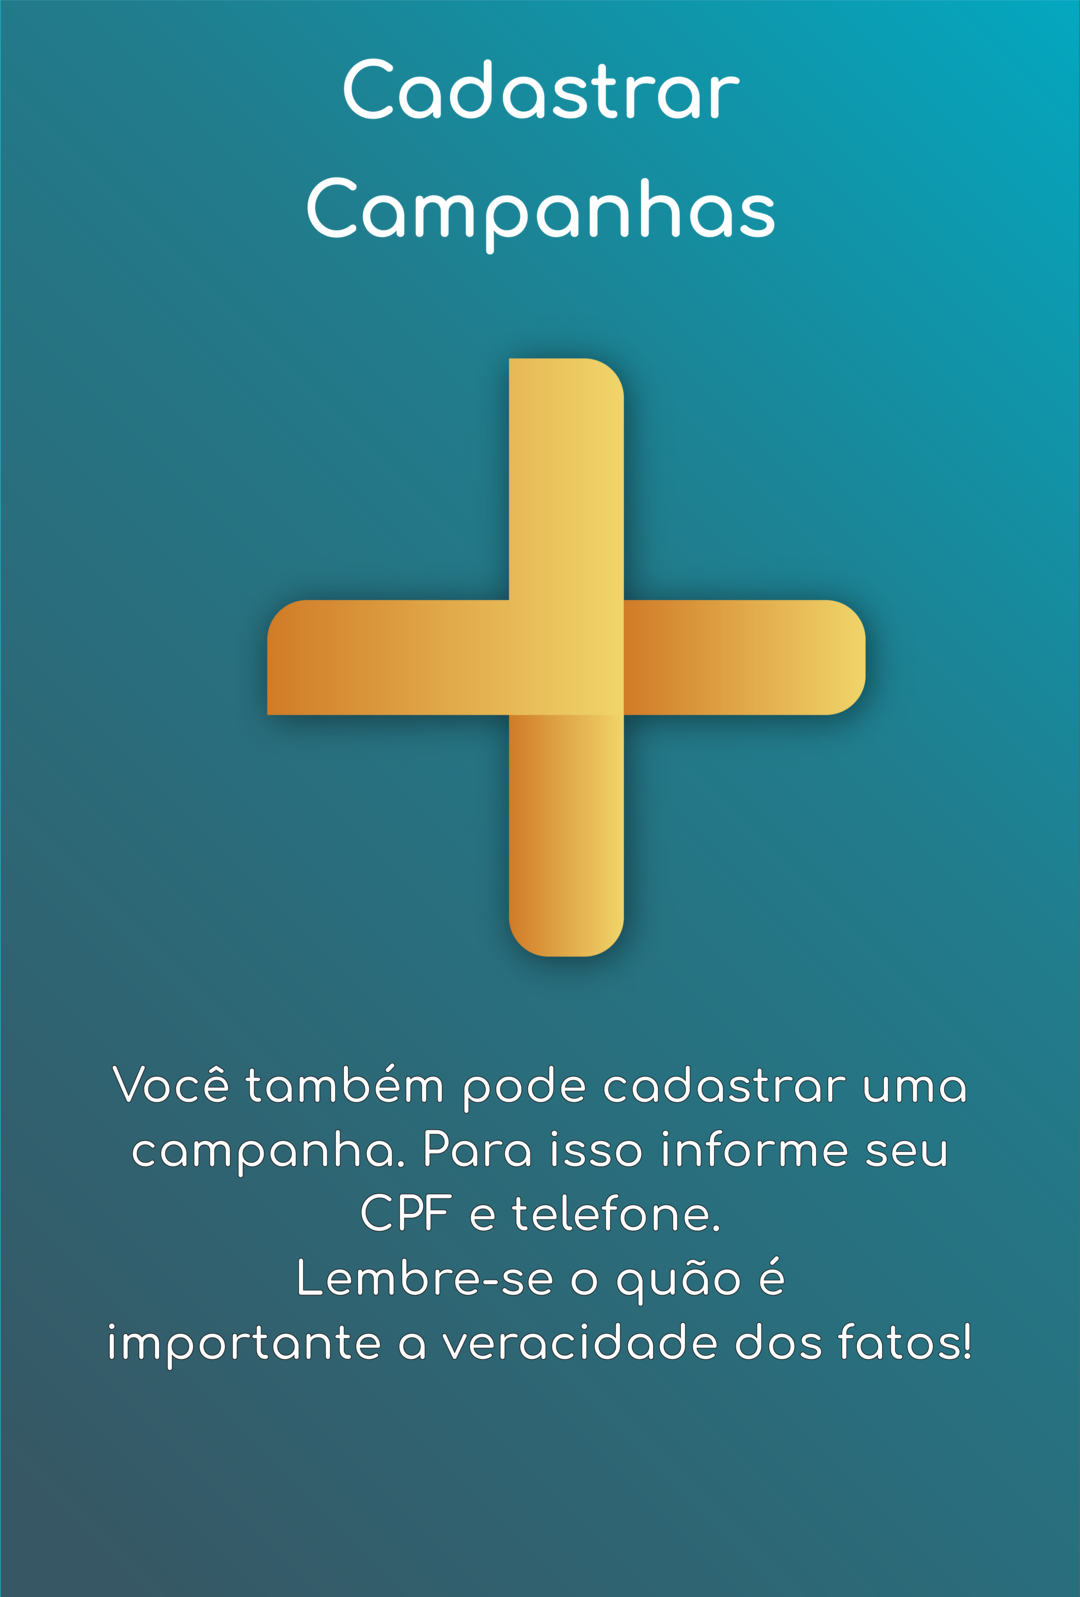 Cadastrar
Campanhas
Você também pode cadastrar uma
campanha. Para isso informe seu
CPF e telefone.
Lembre-se o quão é
importante a veracidade dos fatos!